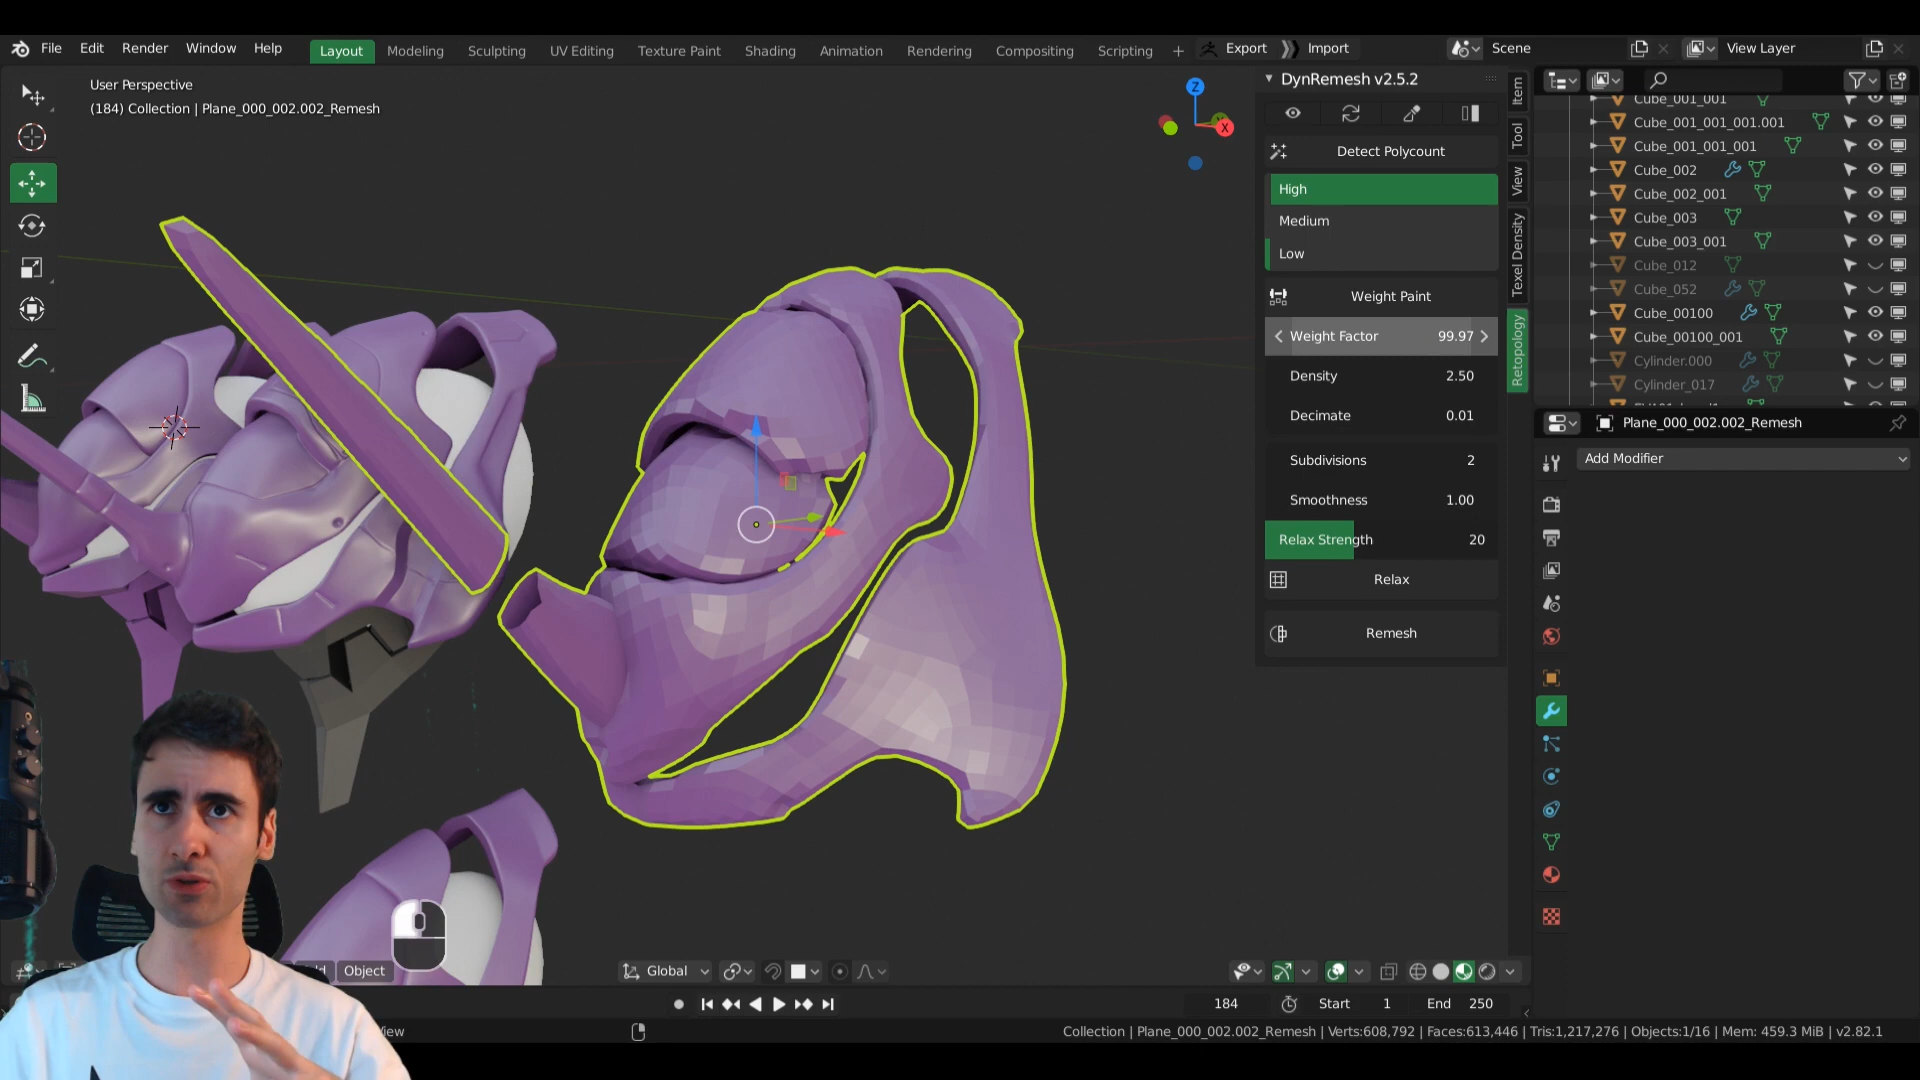 File Edit Render Window Help Layout Modeling Sculpting UV Editing Texture Paint Shading Animation Rendering Compositing Scripting + Export Import Scene View Layer
User Perspective
(184) Collection | Plane_000_002.002_Remesh
Z
X
DynRemesh v2.5.2
Detect Polycount
High
Medium
Low
Weight Paint
Weight Factor 99.97
Density 2.50
Decimate 0.01
Subdivisions 2
Smoothness 1.00
Relax Strength 20
Relax
Remesh
Item
Tool
View
Texel Density
Retopology
Cube_001_001
Cube_001_001_001.001
Cube_001_001_001
Cube_002
Cube_002_001
Cube_003
Cube_003_001
Cube_012
Cube_052
Cube_00100
Cube_00100_001
Cylinder.000
Cylinder_017
Plane_000_002.002_Remesh
Add Modifier
Object
Global
184 Start 1 End 250
Collection | Plane_000_002.002_Remesh | Verts:608,792 | Faces:613,446 | Tris:1,217,276 | Objects:1/16 | Mem: 459.3 MiB | v2.82.1